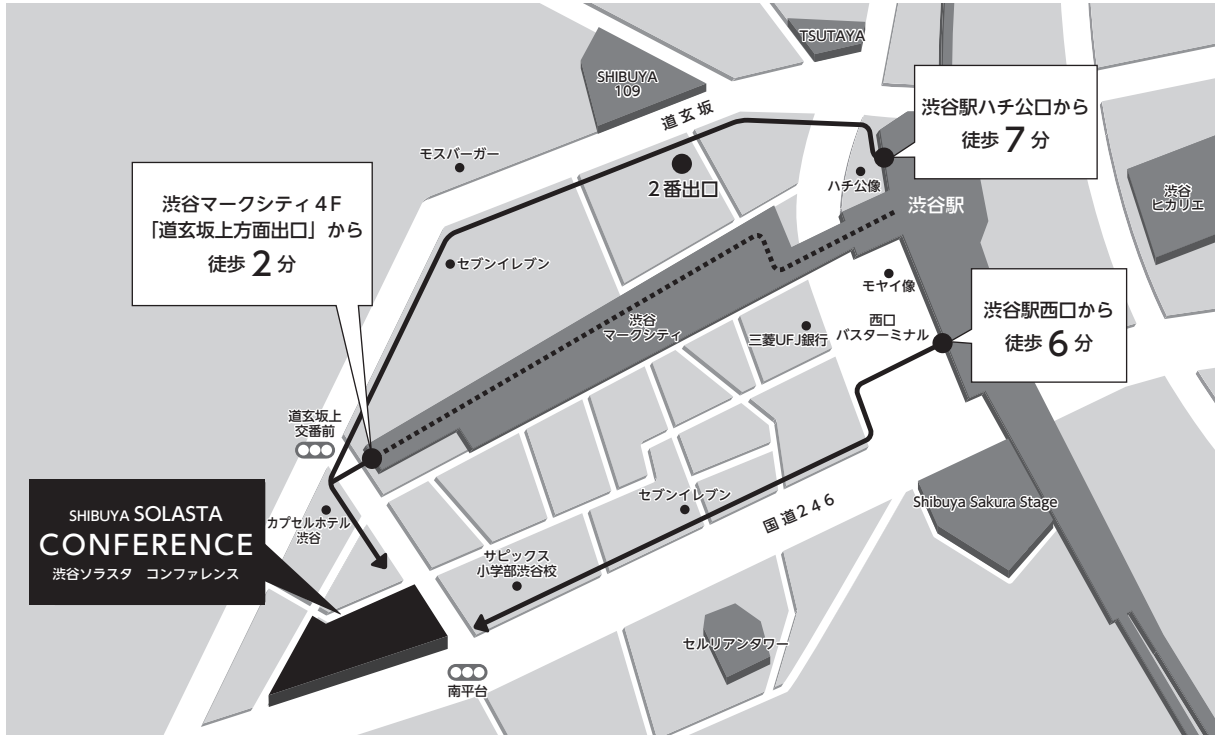 TSUTAYA
SHIBUYA
109
道玄坂
渋谷駅ハチ公口から
徒歩 7 分
モスバーガー
2番出口
ハチ公像
渋谷駅
渋谷
ヒカリエ
渋谷マークシティ 4F
「道玄坂上方面出口」から
徒歩 2 分
セブンイレブン
モヤイ像
渋谷
マークシティ
三菱UFJ銀行
西口
バスターミナル
渋谷駅西口から
徒歩 6 分
道玄坂上
交番前
SHIBUYA SOLASTA
CONFERENCE
渋谷ソラスタ コンファレンス
カプセルホテル
渋谷
セブンイレブン
国道246
Shibuya Sakura Stage
サピックス
小学部渋谷校
セルリアンタワー
南平台